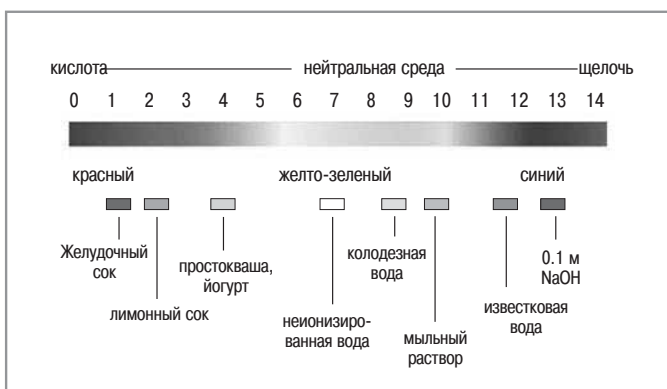 кислота нейтральная среда щелочь
0 1 2 3 4 5 6 7 8 9 10 11 12 13 14
красный желто-зеленый синий
Желудочный
сок
лимонный сок
простокваша,
йогурт
неионизиро-
ванная вода
колодезная
вода
мыльный
раствор
известковая
вода
0.1 м
NaOH